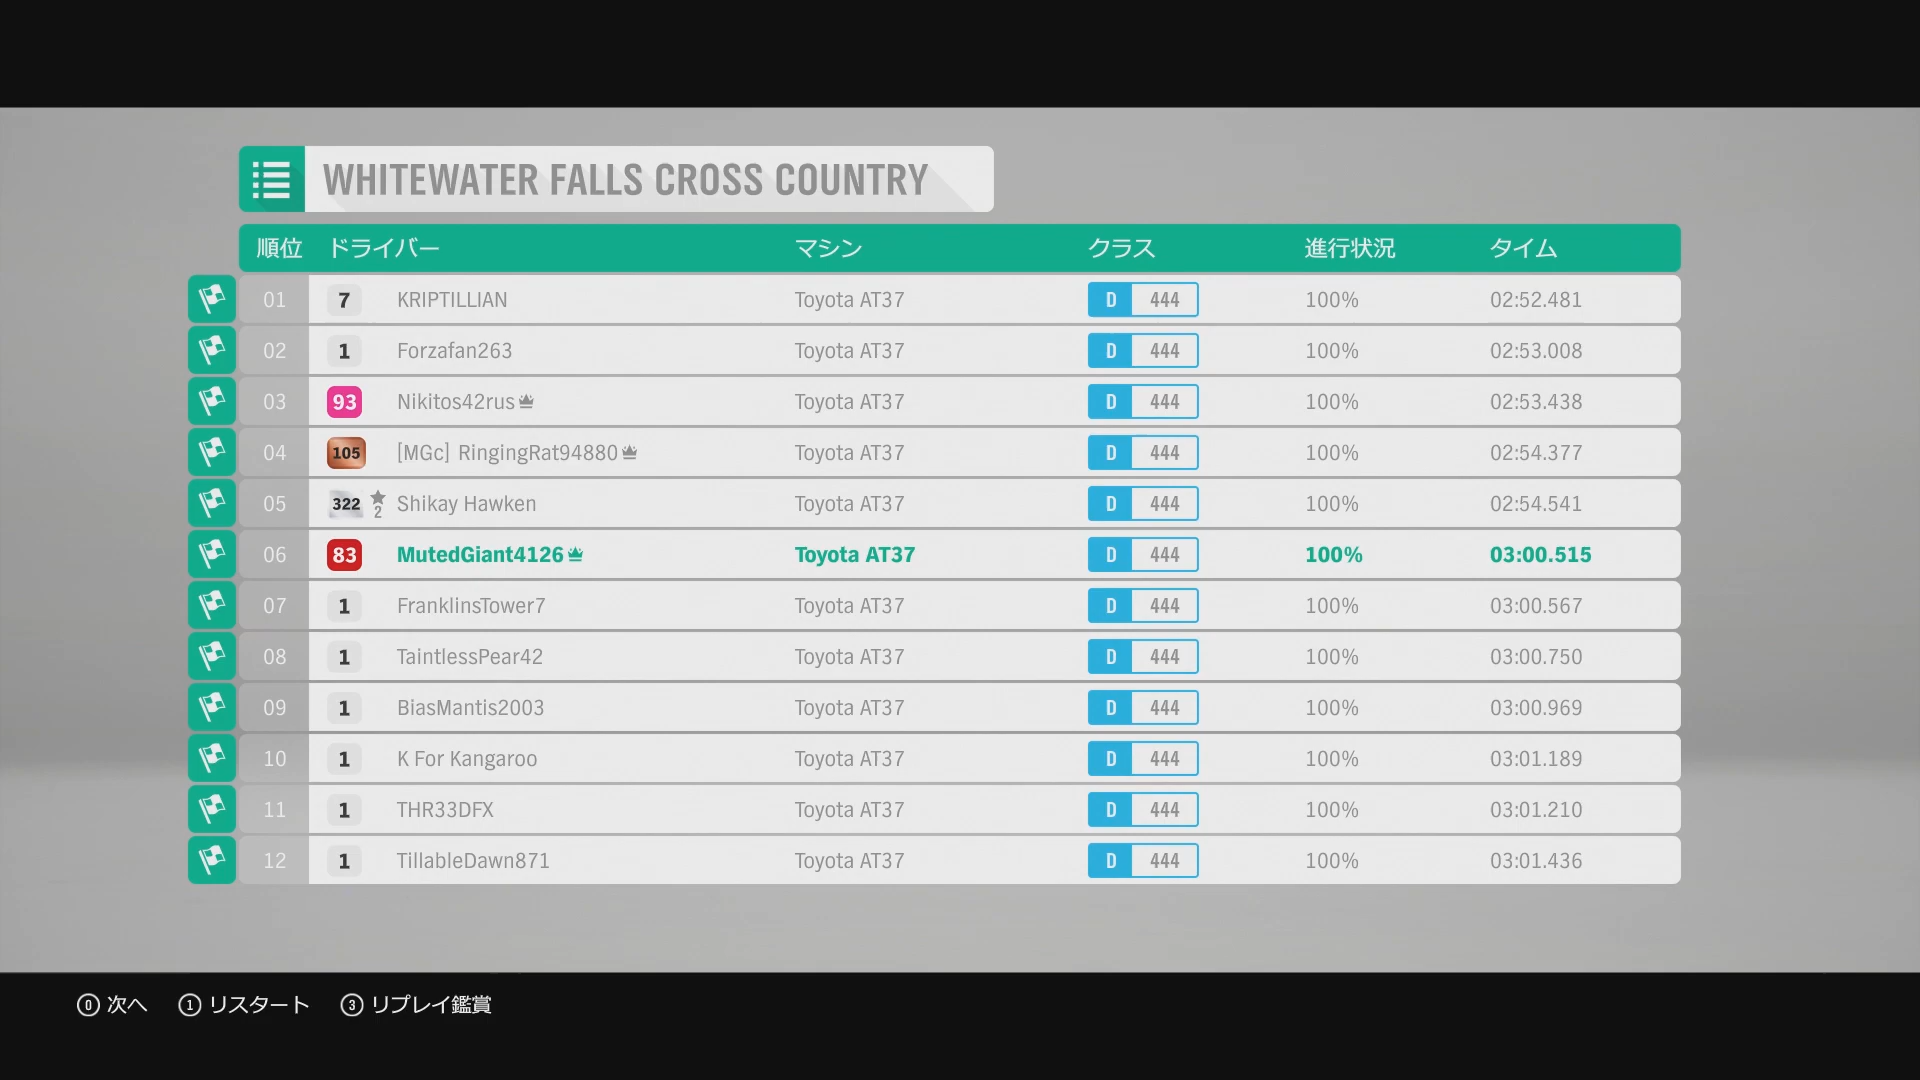 WHITEWATER FALLS CROSS COUNTRY
順位 ドライバー マシン クラス 進行状況 タイム
01 7 KRIPTILLIAN Toyota AT37 D 444 100% 02:52.481
02 1 Forzafan263 Toyota AT37 D 444 100% 02:53.008
03 93 Nikitos42rus Toyota AT37 D 444 100% 02:53.438
04 105 [MGc] RingingRat94880 Toyota AT37 D 444 100% 02:54.377
05 322 2 Shikay Hawken Toyota AT37 D 444 100% 02:54.541
06 83 MutedGiant4126 Toyota AT37 D 444 100% 03:00.515
07 1 FranklinsTower7 Toyota AT37 D 444 100% 03:00.567
08 1 TaintlessPear42 Toyota AT37 D 444 100% 03:00.750
09 1 BiasMantis2003 Toyota AT37 D 444 100% 03:00.969
10 1 K For Kangaroo Toyota AT37 D 444 100% 03:01.189
11 1 THR33DFX Toyota AT37 D 444 100% 03:01.210
12 1 TillableDawn871 Toyota AT37 D 444 100% 03:01.436
0 次へ 1 リスタート 3 リプレイ鑑賞